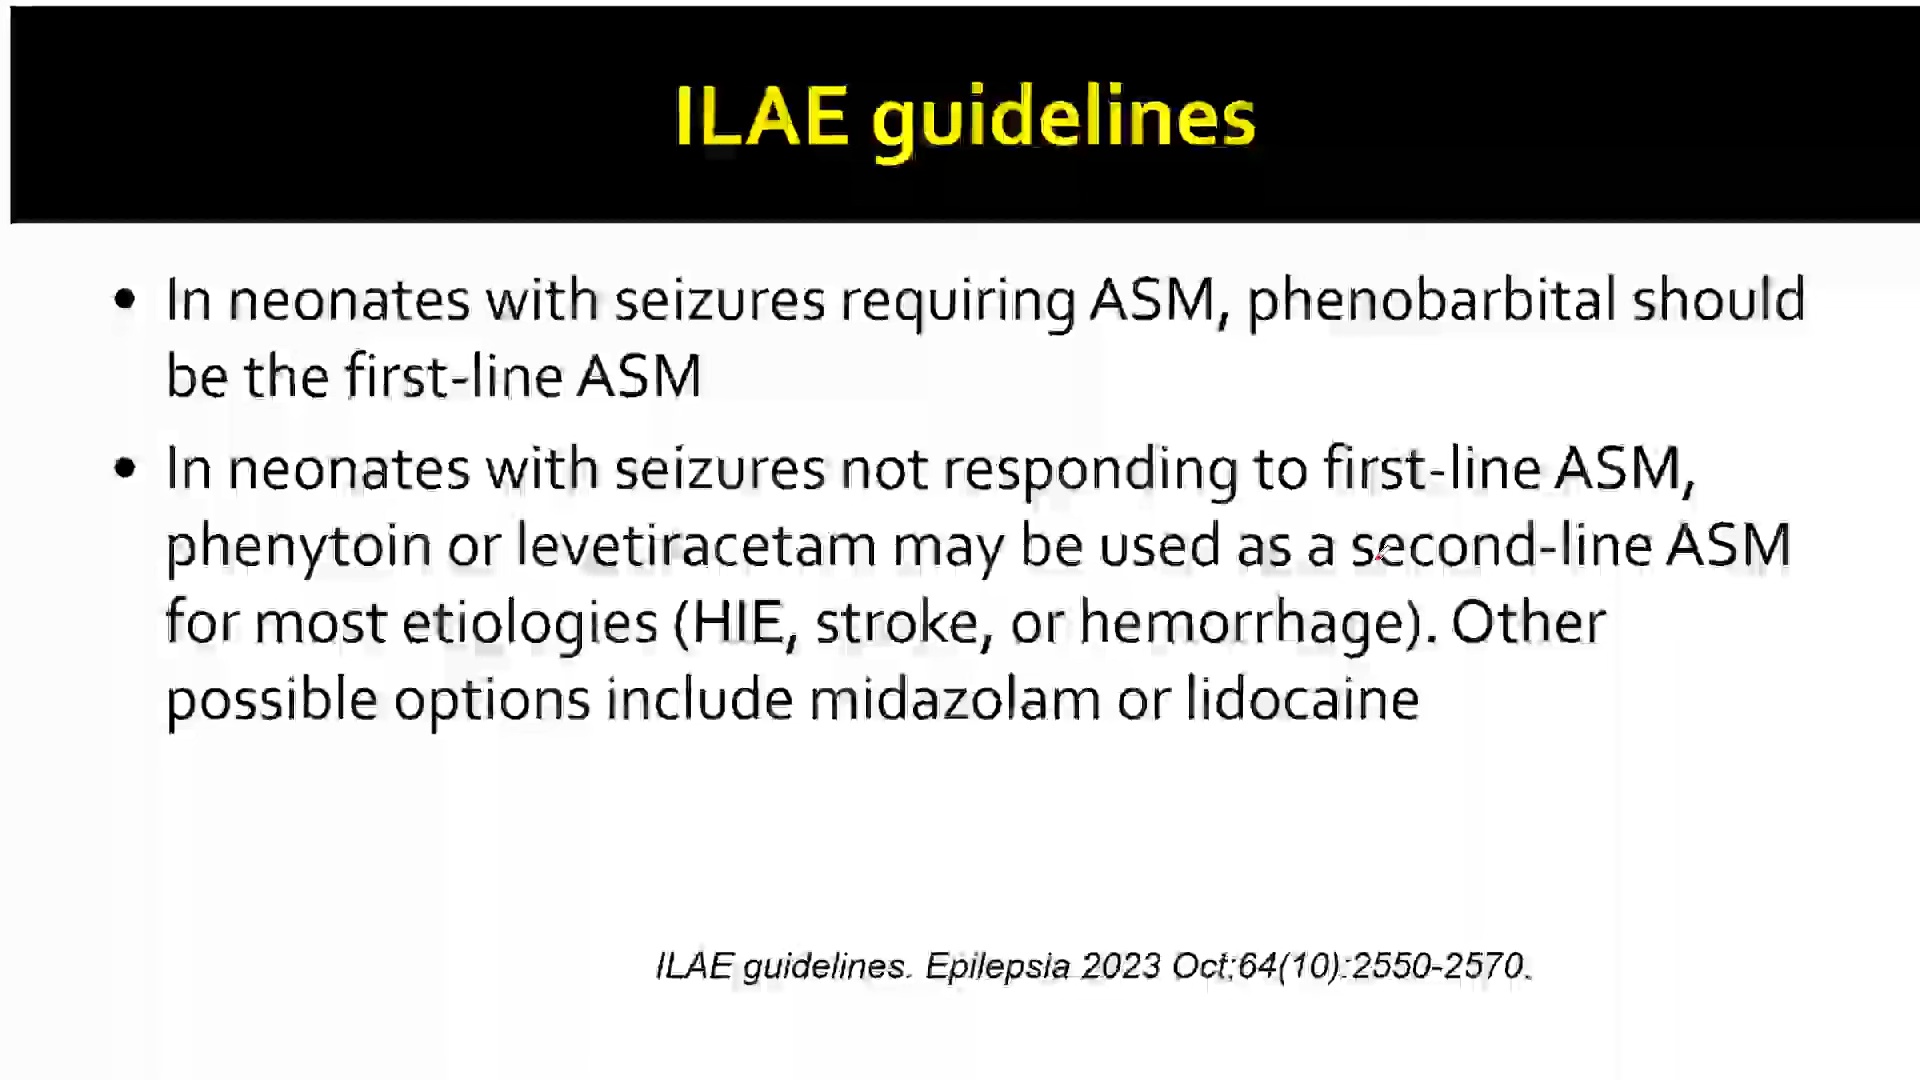 ILAE guidelines
• In neonates with seizures requiring ASM, phenobarbital should
be the first-line ASM
• In neonates with seizures not responding to first-line ASM,
phenytoin or levetiracetam may be used as a second-line ASM
for most etiologies (HIE, stroke, or hemorrhage). Other
possible options include midazolam or lidocaine
ILAE guidelines. Epilepsia 2023 Oct;64(10):2550-2570.